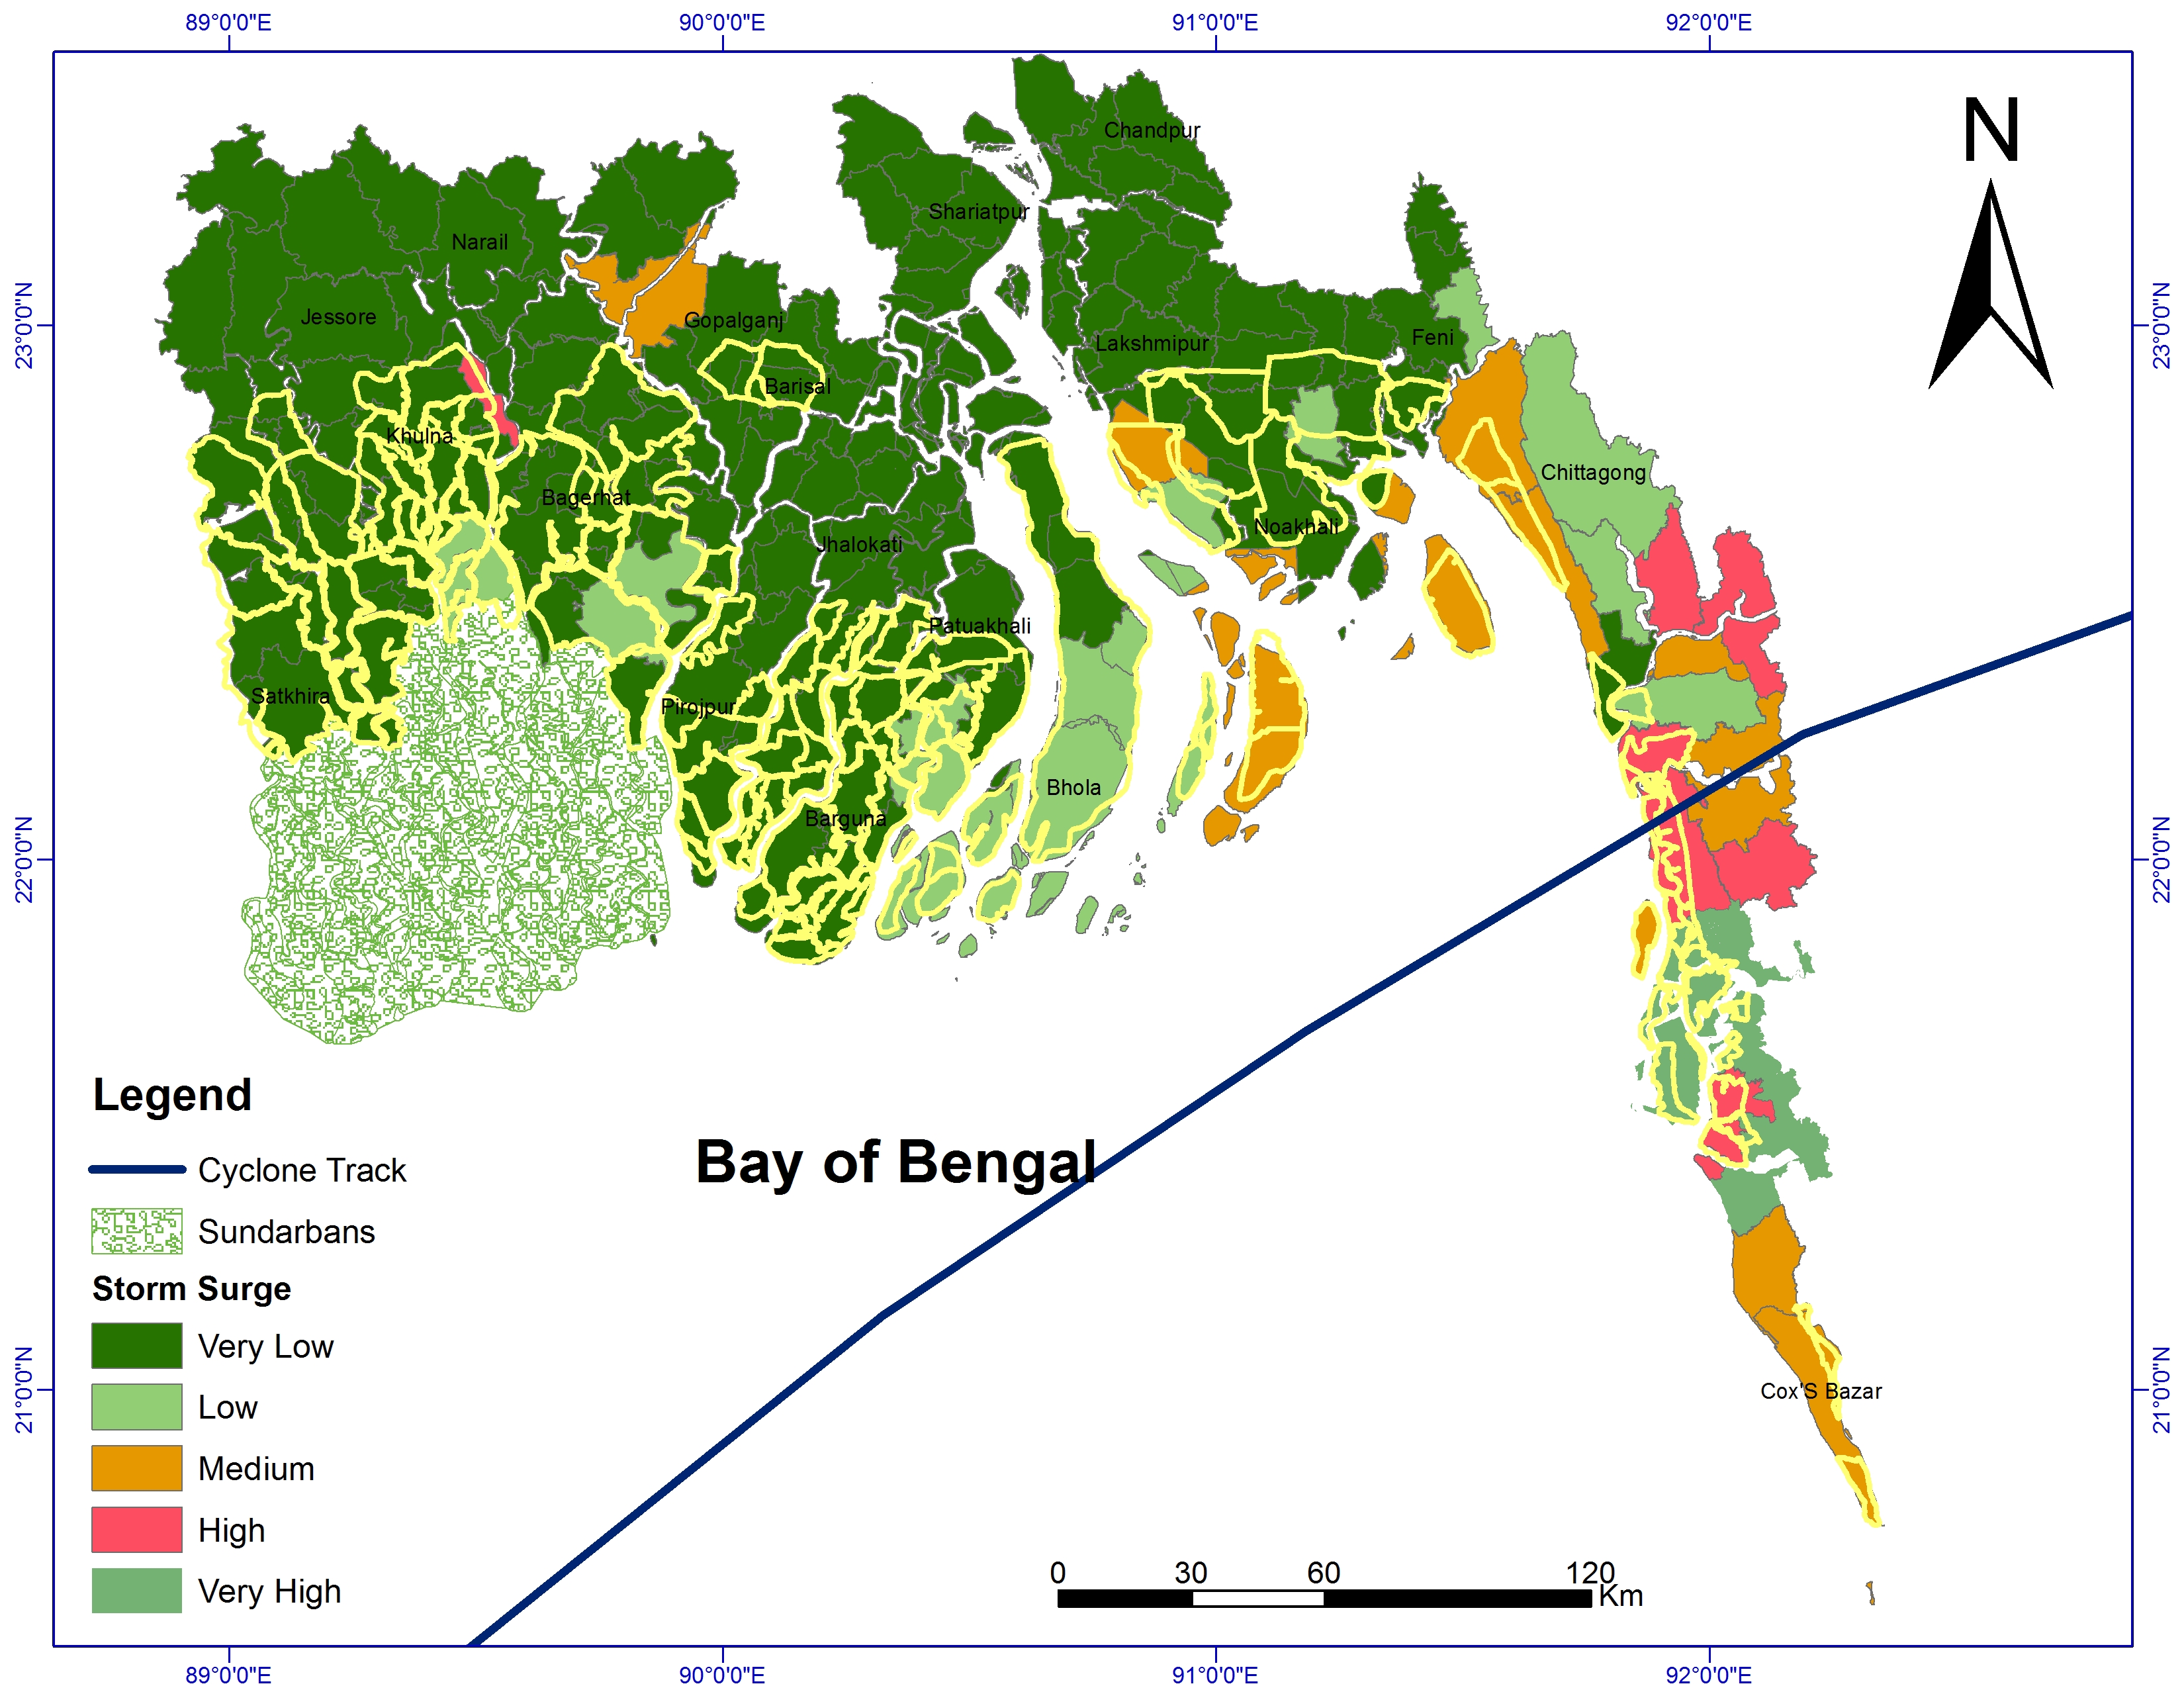 89°0'0"E 90°0'0"E 91°0'0"E 92°0'0"E
N
Chandpur
Shariatpur
Narail
23°0'0"N
23°0'0"N
Jessore
Gopalganj
Lakshmipur
Feni
Barisal
Khulna
Chittagong
Bagerhat
Noakhali
Jhalokati
Patuakhali
Satkhira
Pirojpur
Bhola
Barguna
22°0'0"N
22°0'0"N
Legend
Cyclone Track
Sundarbans
Storm Surge
Very Low
Low
Medium
High
Very High
Bay of Bengal
21°0'0"N
21°0'0"N
Cox'S Bazar
0 30 60 120
Km
89°0'0"E 90°0'0"E 91°0'0"E 92°0'0"E